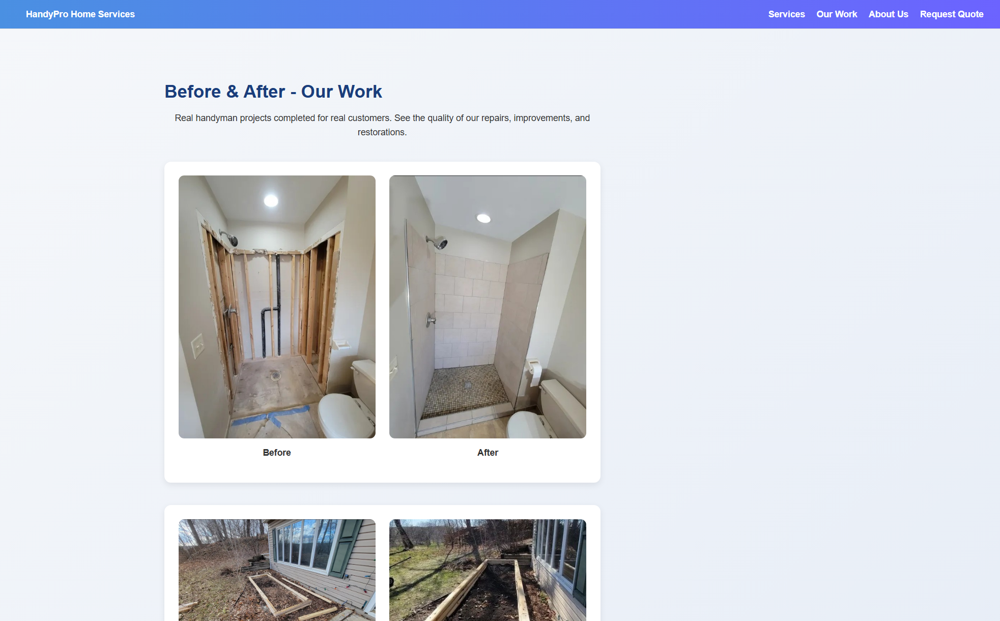 HandyPro Home Services
Services
Our Work
About Us
Request Quote
Before & After - Our Work
Real handyman projects completed for real customers. See the quality of our repairs, improvements, and
restorations.
Before
After